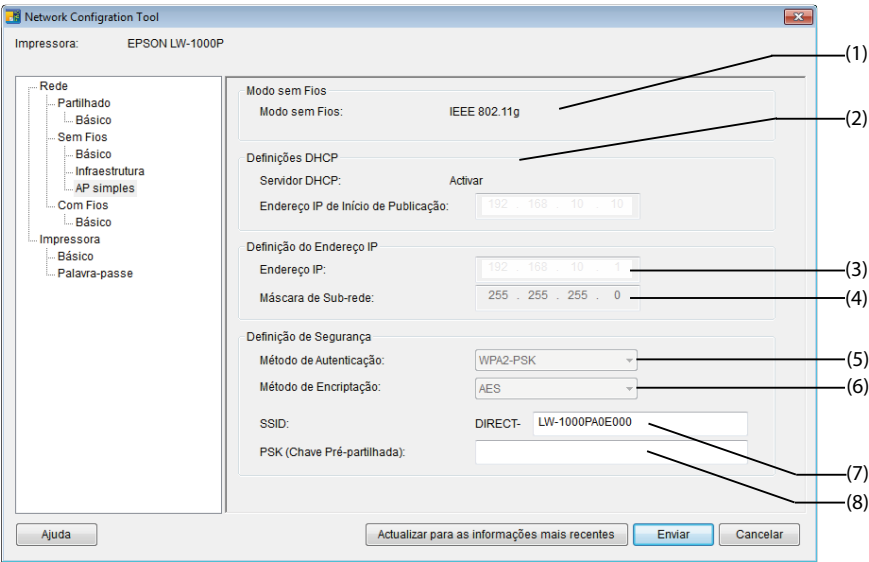 Network Configration Tool
Impressora: EPSON LW-1000P
Rede
Partilhado
Básico
Sem Fios
Básico
Infraestrutura
AP simples
Com Fios
Básico
Impressora
Básico
Palavra-passe
Modo sem Fios
Modo sem Fios: IEEE 802.11g
(1)
Definições DHCP
(2)
Servidor DHCP: Activar
Endereço IP de Início de Publicação: 192 . 168 . 10 . 10
Definição do Endereço IP
Endereço IP: 192 . 168 . 10 . 1
(3)
Máscara de Sub-rede: 255 . 255 . 255 . 0
(4)
Definição de Segurança
Método de Autenticação: WPA2-PSK
(5)
Método de Encriptação: AES
(6)
SSID: DIRECT- LW-1000PA0E000
(7)
PSK (Chave Pré-partilhada):
(8)
Ajuda
Actualizar para as informações mais recentes
Enviar
Cancelar